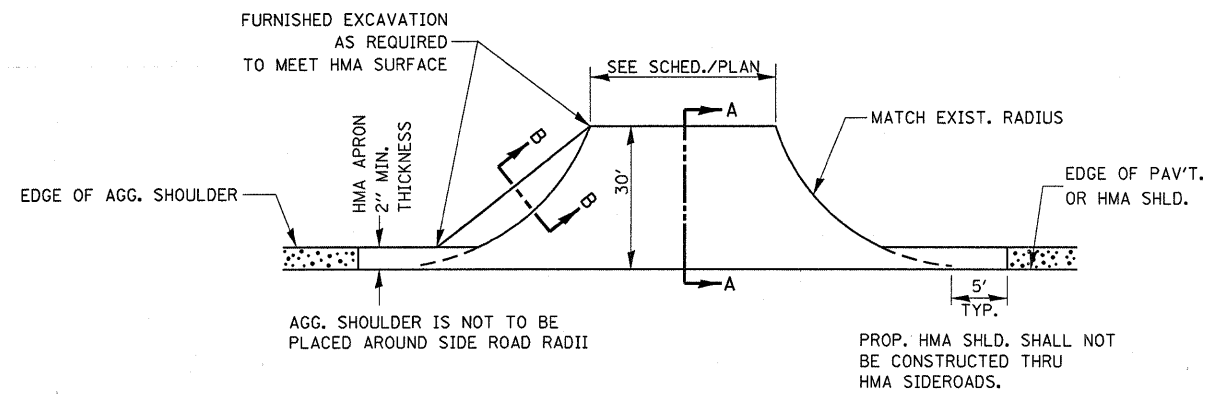 FURNISHED EXCAVATION
AS REQUIRED
TO MEET HMA SURFACE
SEE SCHED./PLAN
A
MATCH EXIST. RADIUS
B
HMA APRON
2" MIN.
THICKNESS
EDGE OF AGG. SHOULDER
EDGE OF PAV'T.
OR HMA SHLD.
30'
B
A
5'
TYP.
AGG. SHOULDER IS NOT TO BE
PLACED AROUND SIDE ROAD RADII
PROP. HMA SHLD. SHALL NOT
BE CONSTRUCTED THRU
HMA SIDEROADS.